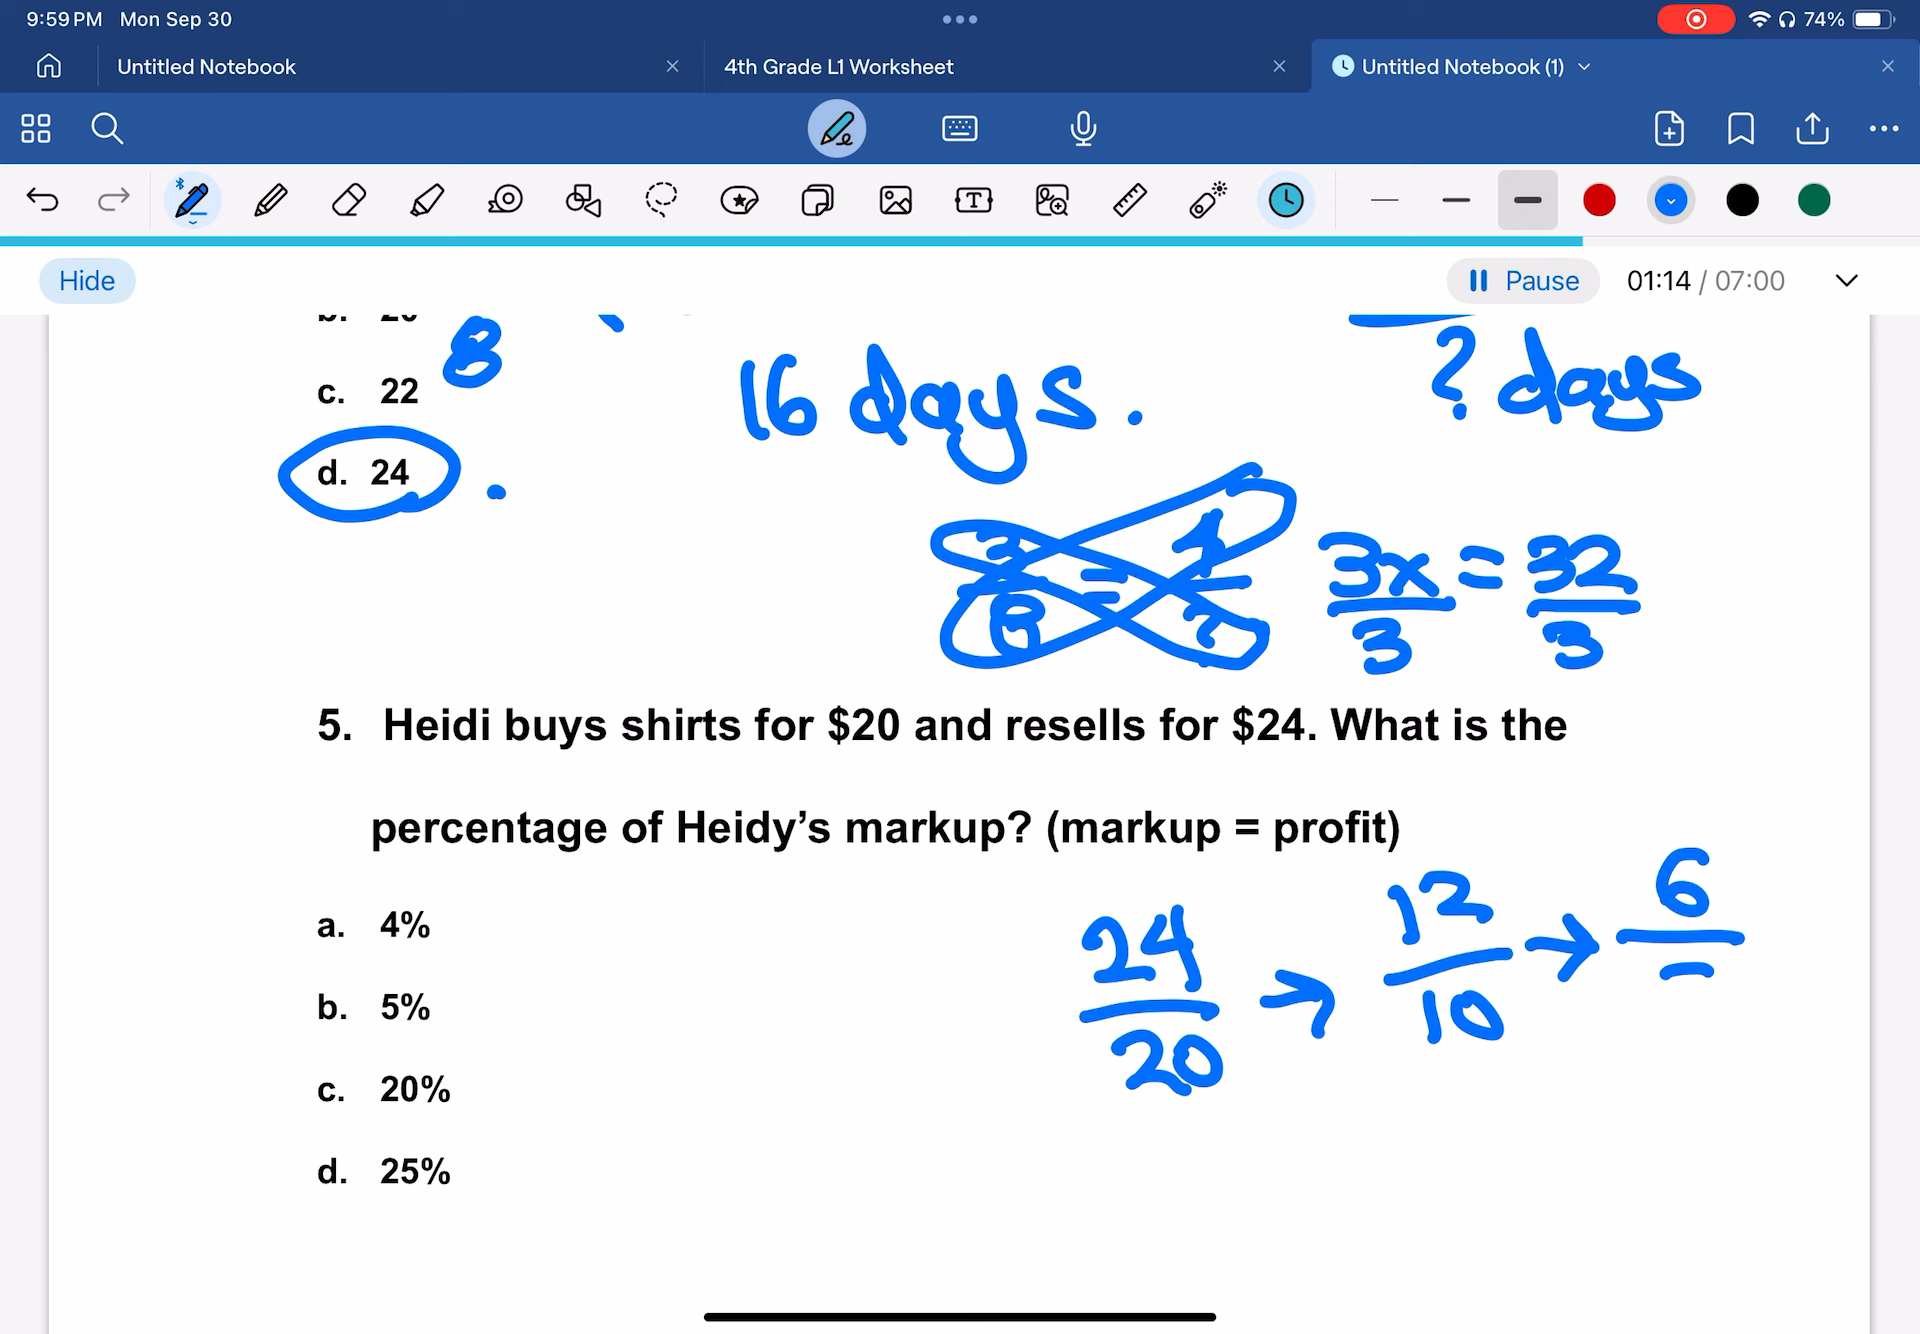 9:59 PM Mon Sep 30
74%
Untitled Notebook
4th Grade L1 Worksheet
Untitled Notebook (1)
Hide
Pause
01:14 / 07:00
8
c. 22
16 days.
? days
d. 24
3/8 = 4/?
3x/3 = 32/3
5. Heidi buys shirts for $20 and resells for $24. What is the
percentage of Heidy's markup? (markup = profit)
24/20 → 12/10 → 6
a. 4%
b. 5%
c. 20%
d. 25%